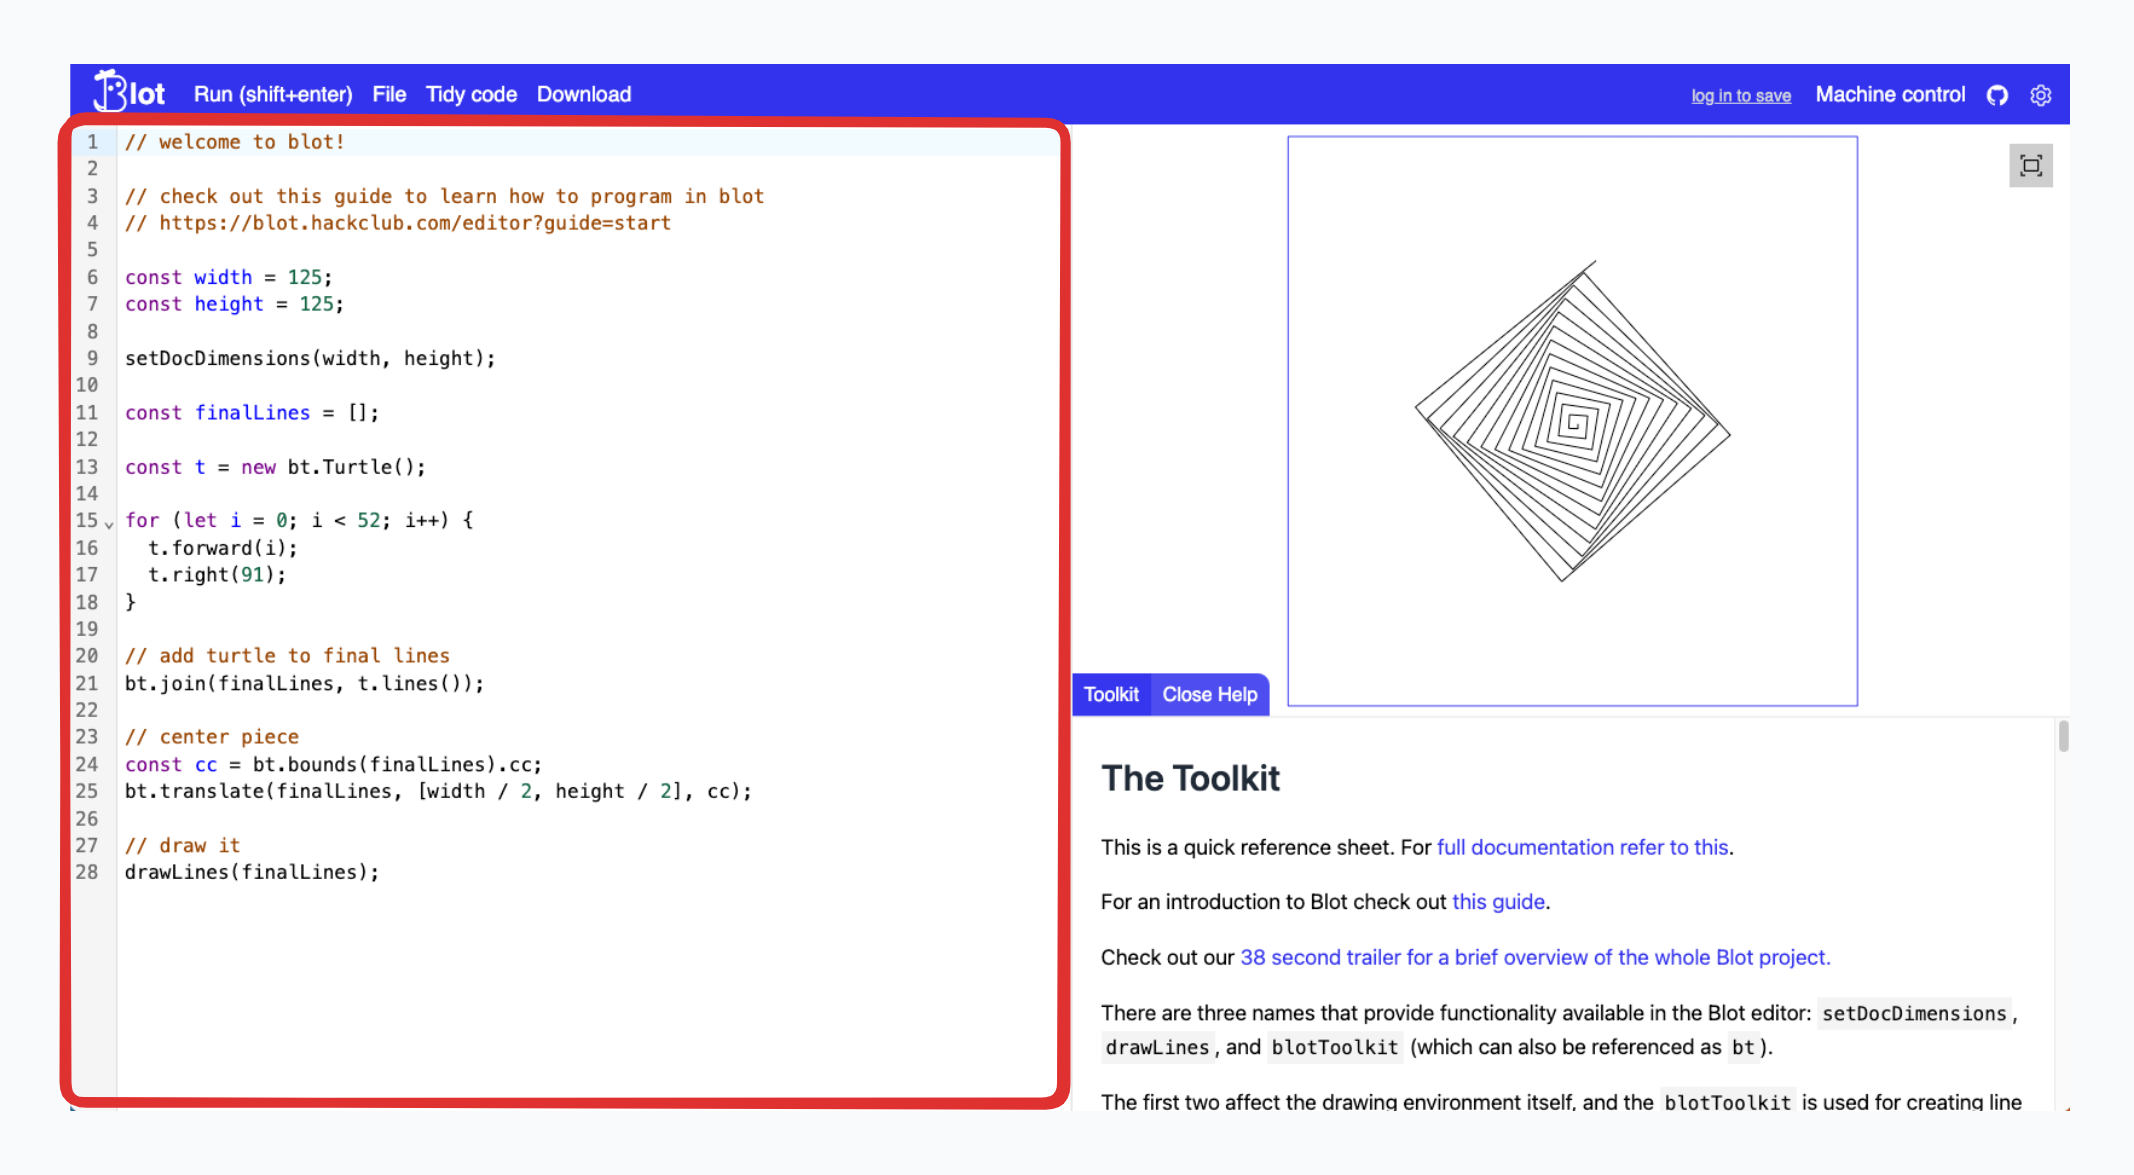 Blot Run (shift+enter) File Tidy code Download log in to save Machine control
1 // welcome to blot!
2
3 // check out this guide to learn how to program in blot
4 // https://blot.hackclub.com/editor?guide=start
5
6 const width = 125;
7 const height = 125;
8
9 setDocDimensions(width, height);
10
11 const finalLines = [];
12
13 const t = new bt.Turtle();
14
15 for (let i = 0; i < 52; i++) {
16   t.forward(i);
17   t.right(91);
18 }
19
20 // add turtle to final lines
21 bt.join(finalLines, t.lines());
22
23 // center piece
24 const cc = bt.bounds(finalLines).cc;
25 bt.translate(finalLines, [width / 2, height / 2], cc);
26
27 // draw it
28 drawLines(finalLines);
Toolkit Close Help
The Toolkit
This is a quick reference sheet. For full documentation refer to this.
For an introduction to Blot check out this guide.
Check out our 38 second trailer for a brief overview of the whole Blot project.
There are three names that provide functionality available in the Blot editor: setDocDimensions,
drawLines, and blotToolkit (which can also be referenced as bt).
The first two affect the drawing environment itself, and the blotToolkit is used for creating line